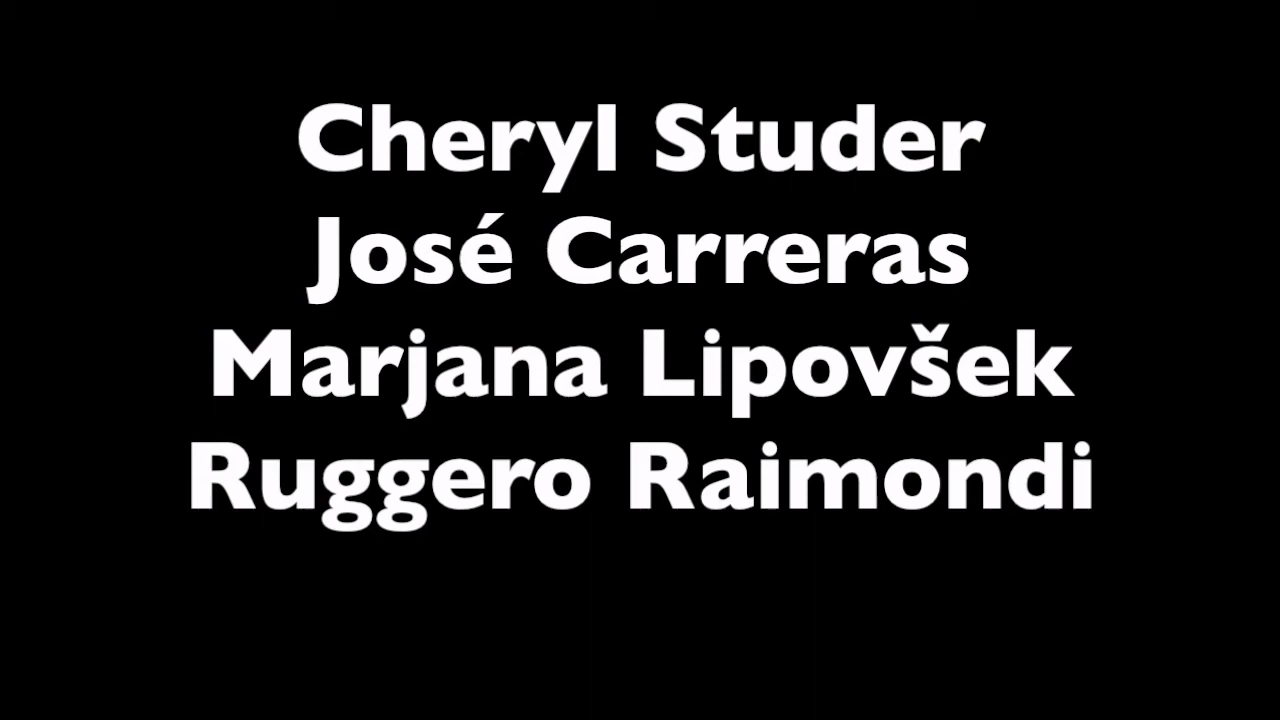 Cheryl Studer
José Carreras
Marjana Lipovšek
Ruggero Raimondi